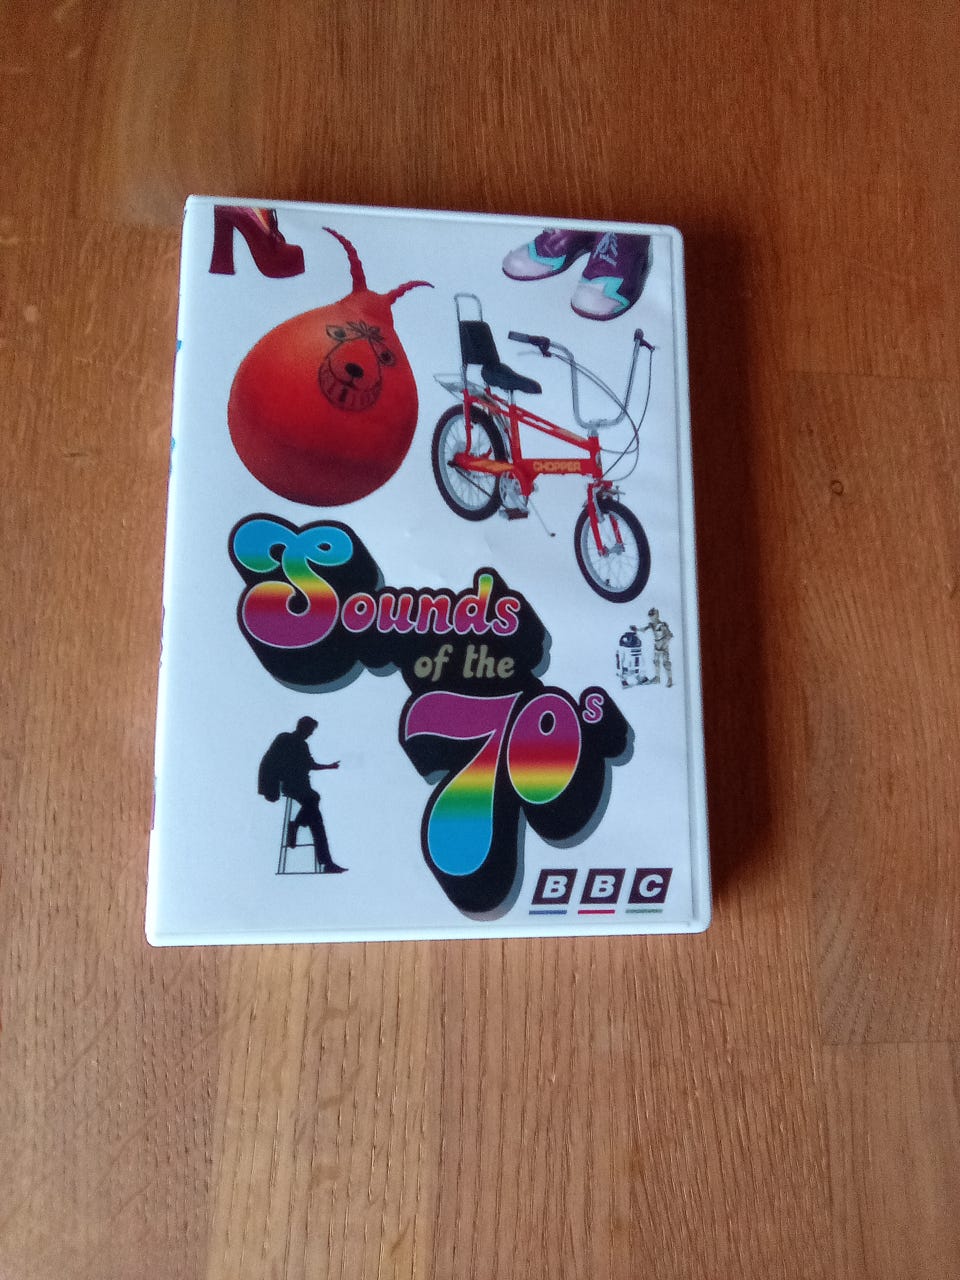 CHOPPER
Sounds
of the
70s
BBC